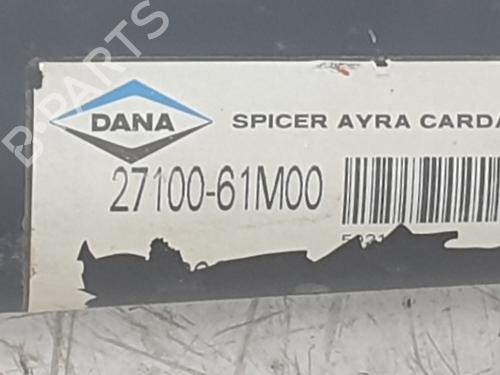 B-PARTS
DANA
SPICER AYRA CARDA
27100-61M00